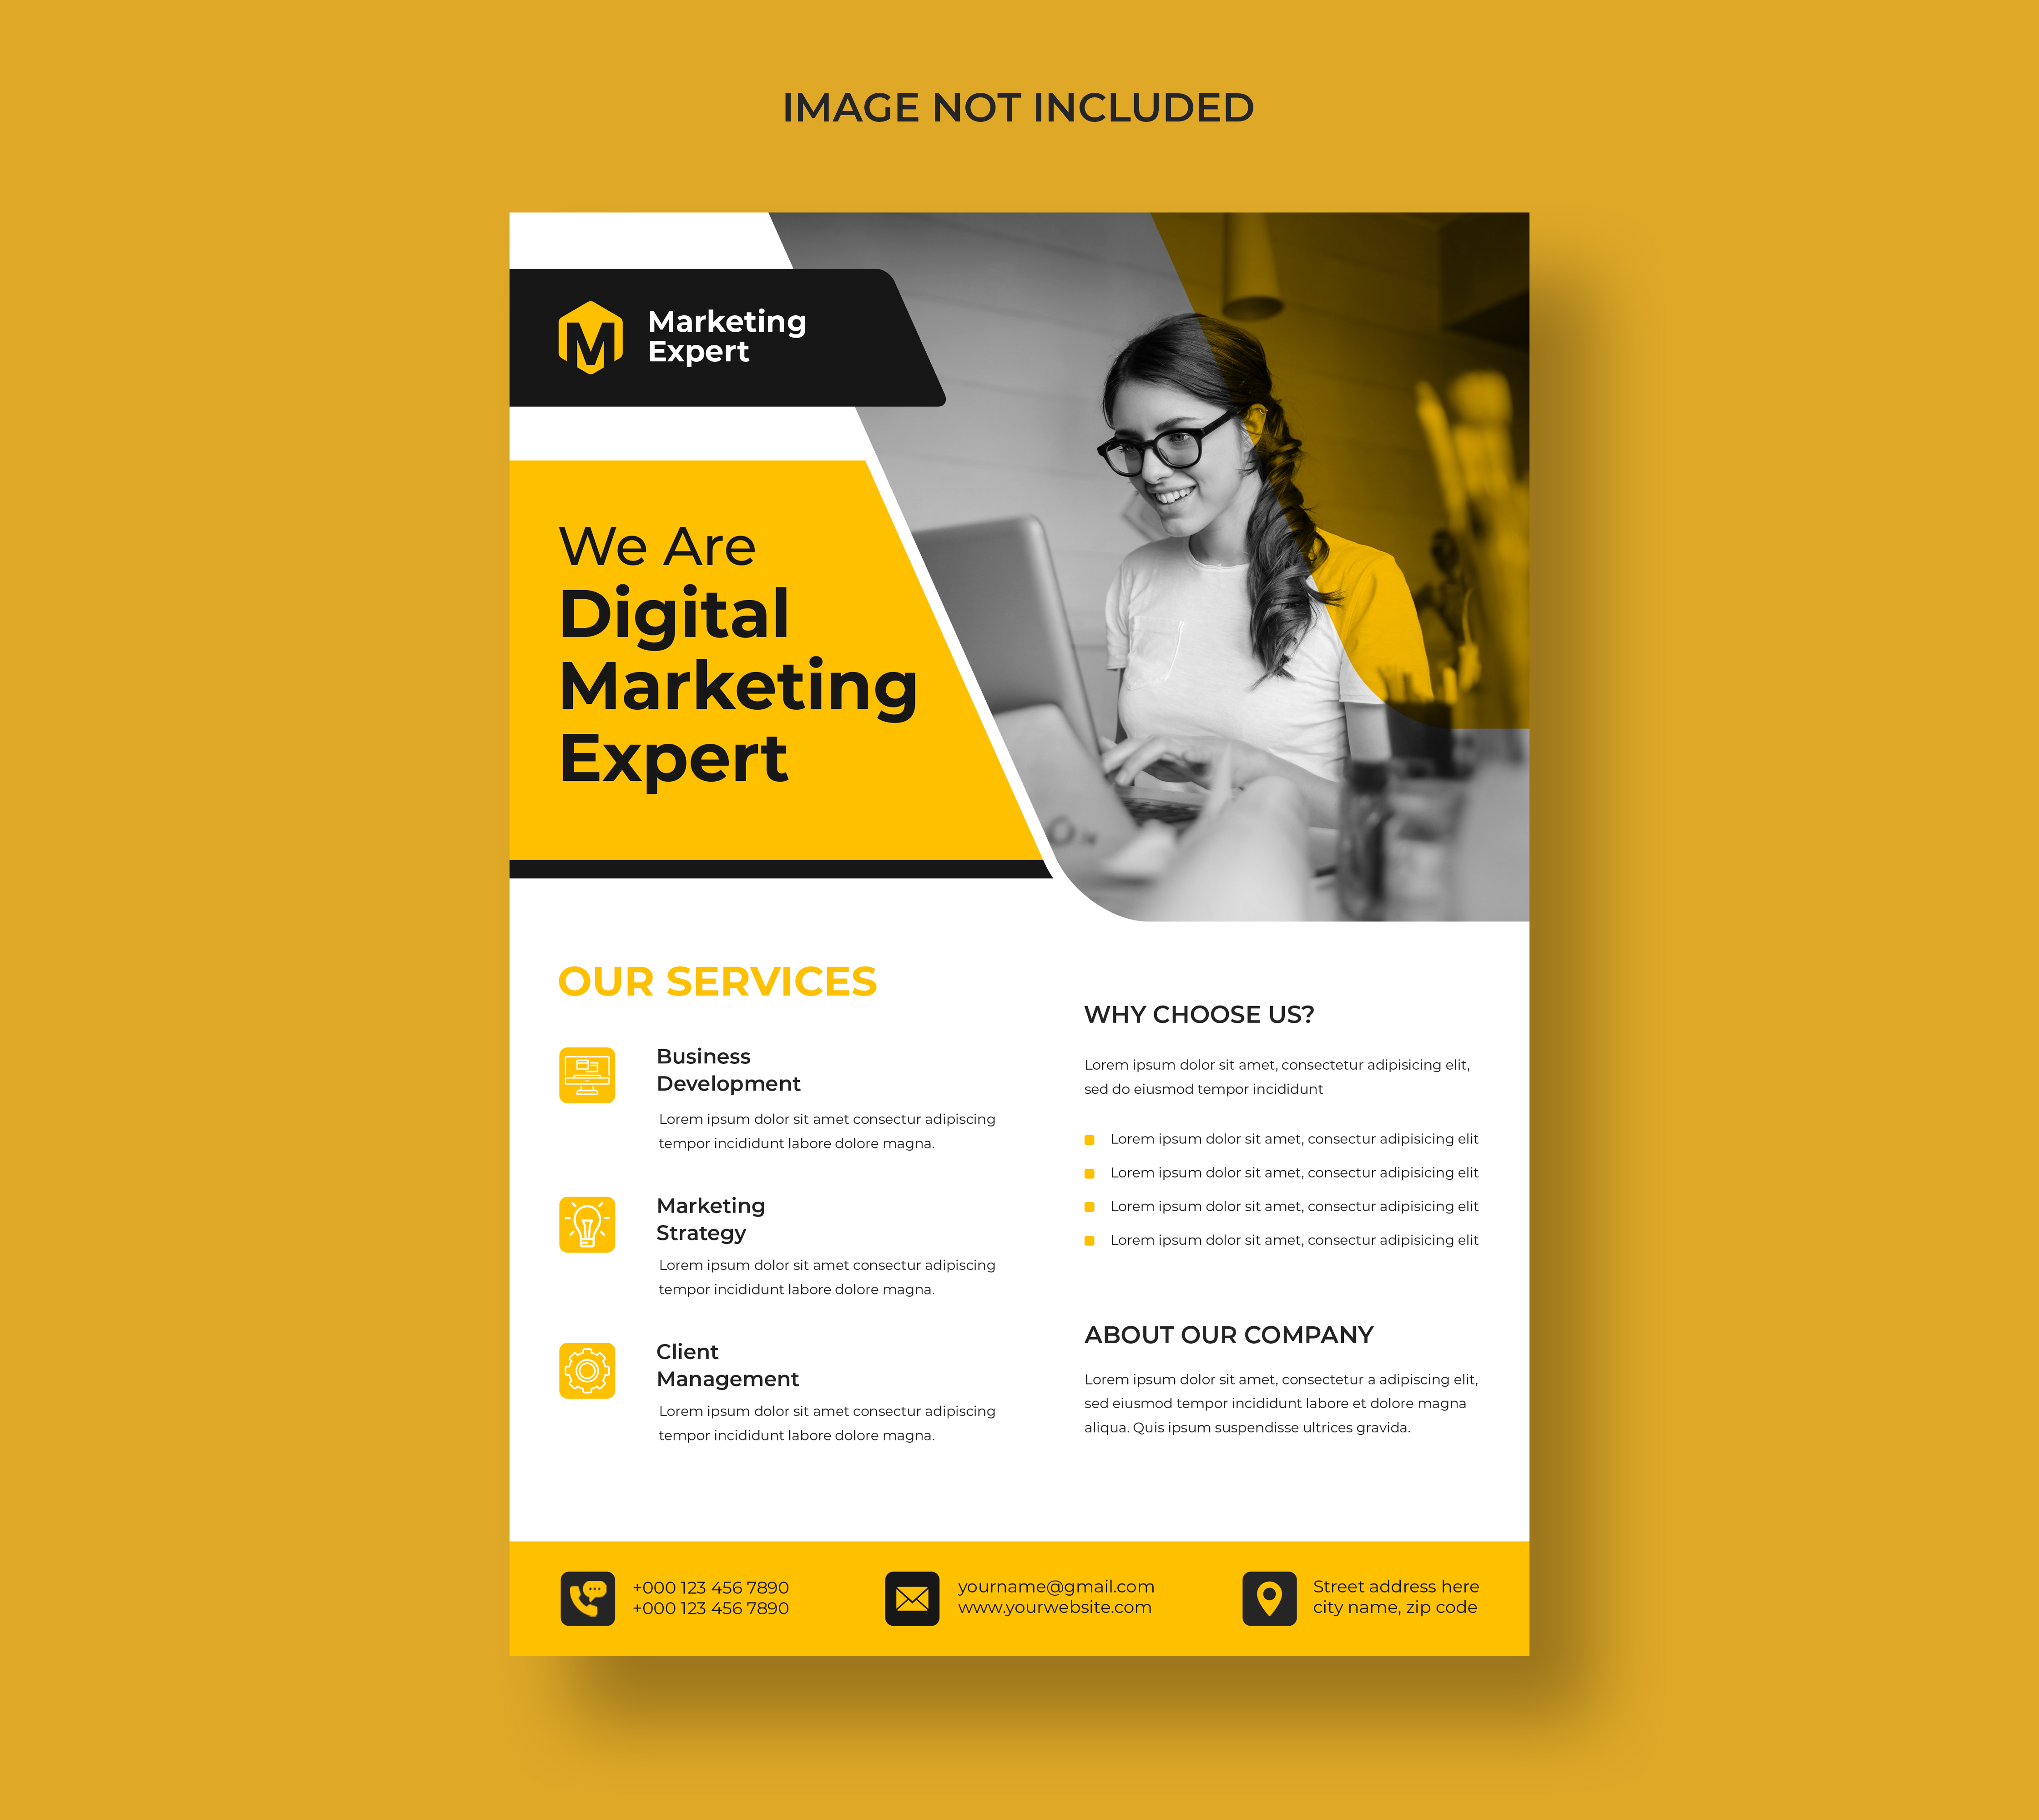 IMAGE NOT INCLUDED
M
Marketing
Expert
We Are
Digital
Marketing
Expert
OUR SERVICES
Business
Development
Lorem ipsum dolor sit amet consectur adipiscing
tempor incididunt labore dolore magna.
Marketing
Strategy
Lorem ipsum dolor sit amet consectur adipiscing
tempor incididunt labore dolore magna.
Client
Management
Lorem ipsum dolor sit amet consectur adipiscing
tempor incididunt labore dolore magna.
WHY CHOOSE US?
Lorem ipsum dolor sit amet, consectetur adipisicing elit,
sed do eiusmod tempor incididunt
Lorem ipsum dolor sit amet, consectur adipisicing elit
Lorem ipsum dolor sit amet, consectur adipisicing elit
Lorem ipsum dolor sit amet, consectur adipisicing elit
Lorem ipsum dolor sit amet, consectur adipisicing elit
ABOUT OUR COMPANY
Lorem ipsum dolor sit amet, consectetur a adipiscing elit,
sed eiusmod tempor incididunt labore et dolore magna
aliqua. Quis ipsum suspendisse ultrices gravida.
+000 123 456 7890
+000 123 456 7890
yourname@gmail.com
www.yourwebsite.com
Street address here
city name, zip code